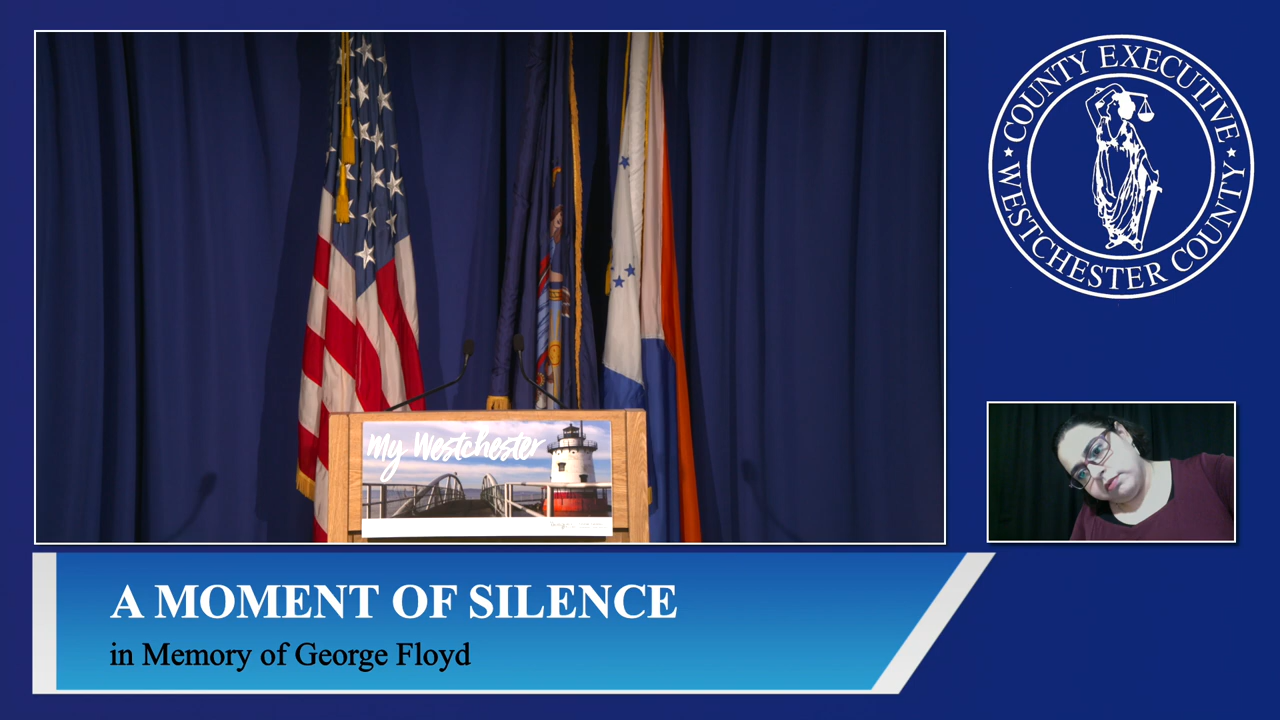 COUNTY EXECUTIVE
WESTCHESTER COUNTY
My Westchester
A MOMENT OF SILENCE
in Memory of George Floyd